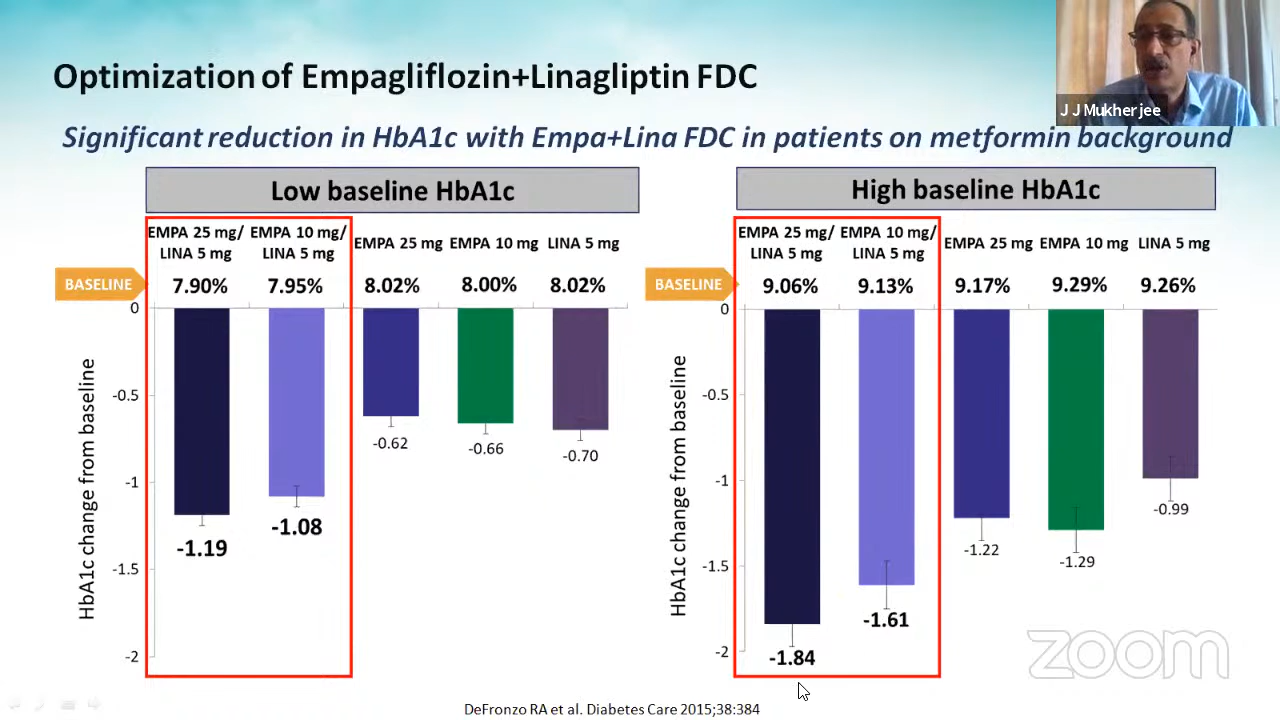 Optimization of Empagliflozin+Linagliptin FDC
J J Mukherjee
Significant reduction in HbA1c with Empa+Lina FDC in patients on metformin background
Low baseline HbA1c
EMPA 25 mg/ EMPA 10 mg/
LINA 5 mg LINA 5 mg
EMPA 25 mg EMPA 10 mg LINA 5 mg
BASELINE 7.90% 7.95% 8.02% 8.00% 8.02%
HbA1c change from baseline
0
-0.5
-1
-1.5
-2
-1.19
-1.08
-0.62
-0.66
-0.70
High baseline HbA1c
EMPA 25 mg/ EMPA 10 mg/
LINA 5 mg LINA 5 mg
EMPA 25 mg EMPA 10 mg LINA 5 mg
BASELINE 9.06% 9.13% 9.17% 9.29% 9.26%
HbA1c change from baseline
0
-0.5
-1
-1.5
-2
-1.84
-1.61
-1.22
-1.29
-0.99
zoom
DeFronzo RA et al. Diabetes Care 2015;38:384